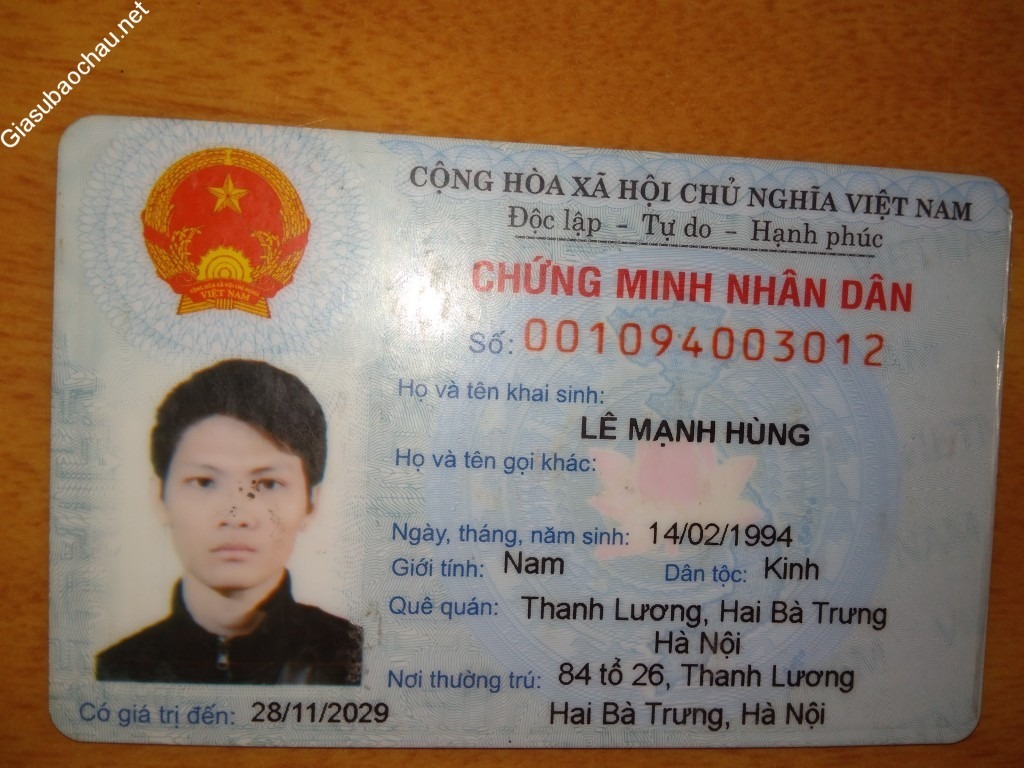 Giasubaochau.net
CỘNG HÒA XÃ HỘI CHỦ NGHĨA VIỆT NAM
Độc lập - Tự do - Hạnh phúc
CHỨNG MINH NHÂN DÂN
Số: 001094003012
Họ và tên khai sinh:
LÊ MẠNH HÙNG
Họ và tên gọi khác:
Ngày, tháng, năm sinh: 14/02/1994
Giới tính: Nam Dân tộc: Kinh
Quê quán: Thanh Lương, Hai Bà Trưng
Hà Nội
Nơi thường trú: 84 tổ 26, Thanh Lương
Hai Bà Trưng, Hà Nội
Có giá trị đến: 28/11/2029
VIỆT NAM